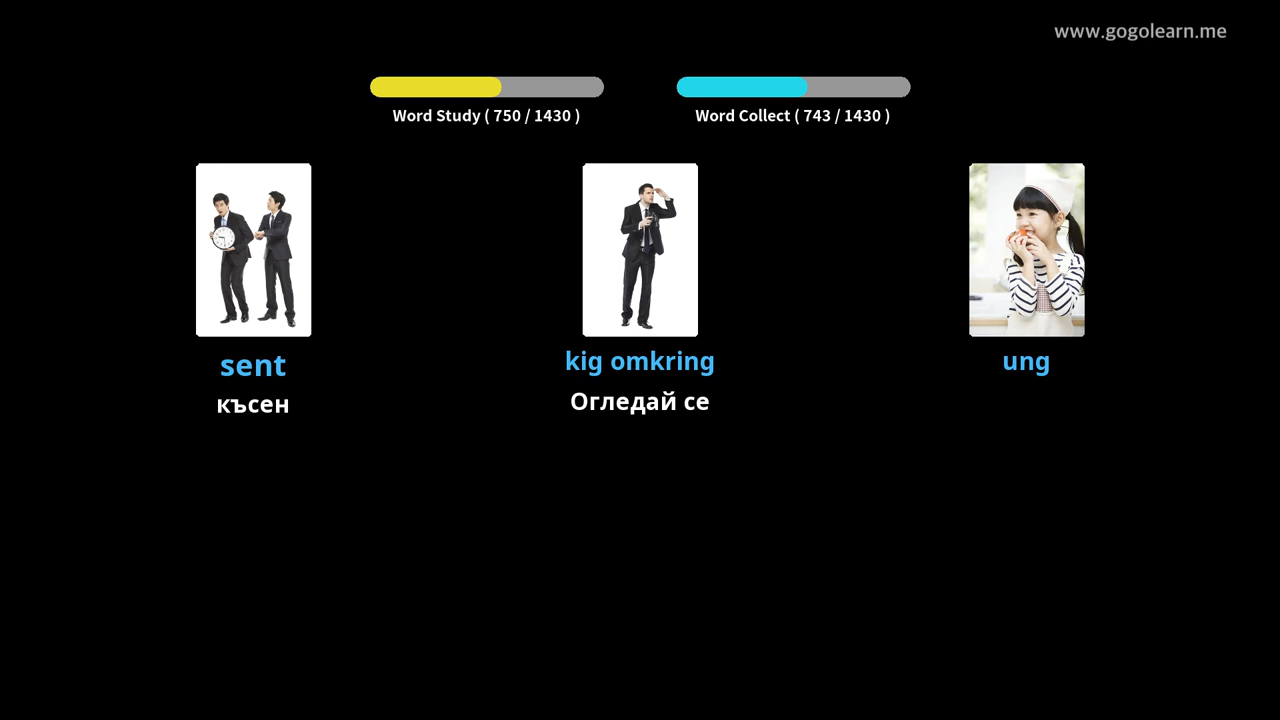 www.gogolearn.me
Word Study ( 750 / 1430 )
Word Collect ( 743 / 1430 )
sent
късен
kig omkring
Огледай се
ung